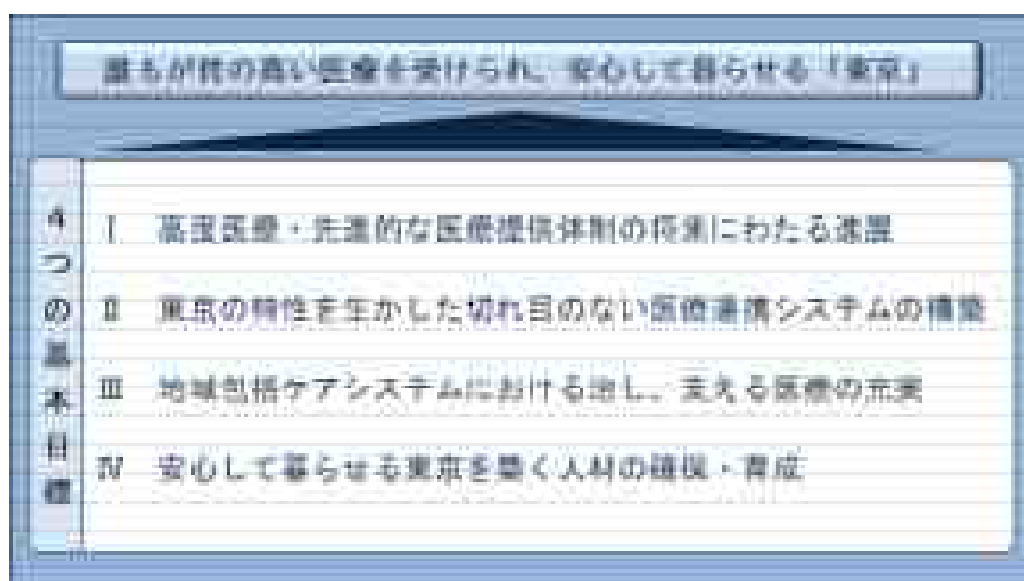 誰もが質の高い医療を受けられ、安心して暮らせる「東京」
4つの基本目標
Ⅰ 高度医療・先進的な医療提供体制の将来にわたる進展
Ⅱ 東京の特性を生かした切れ目のない医療連携システムの構築
Ⅲ 地域包括ケアシステムにおける治し、支える医療の充実
Ⅳ 安心して暮らせる東京を築く人材の確保・育成